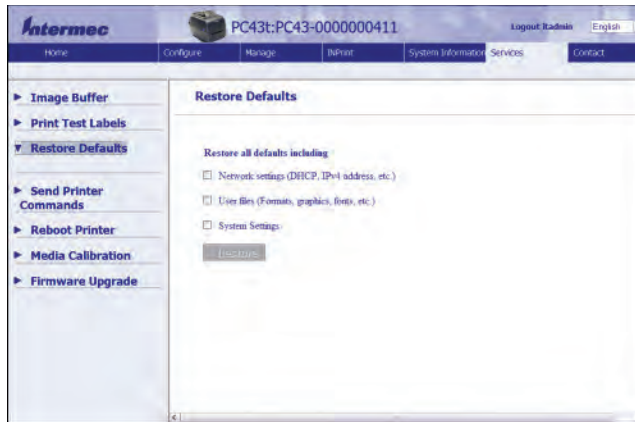 Intermec
PC43t:PC43-0000000411
Logout itadmin
English
Home
Configure
Manage
INPrint
System Information
Services
Contact
Image Buffer
Print Test Labels
Restore Defaults
Send Printer
Commands
Reboot Printer
Media Calibration
Firmware Upgrade
Restore Defaults
Restore all defaults including
Network settings (DHCP, IPv4 address, etc.)
User files (Formats, graphics, fonts, etc.)
System Settings
Restore